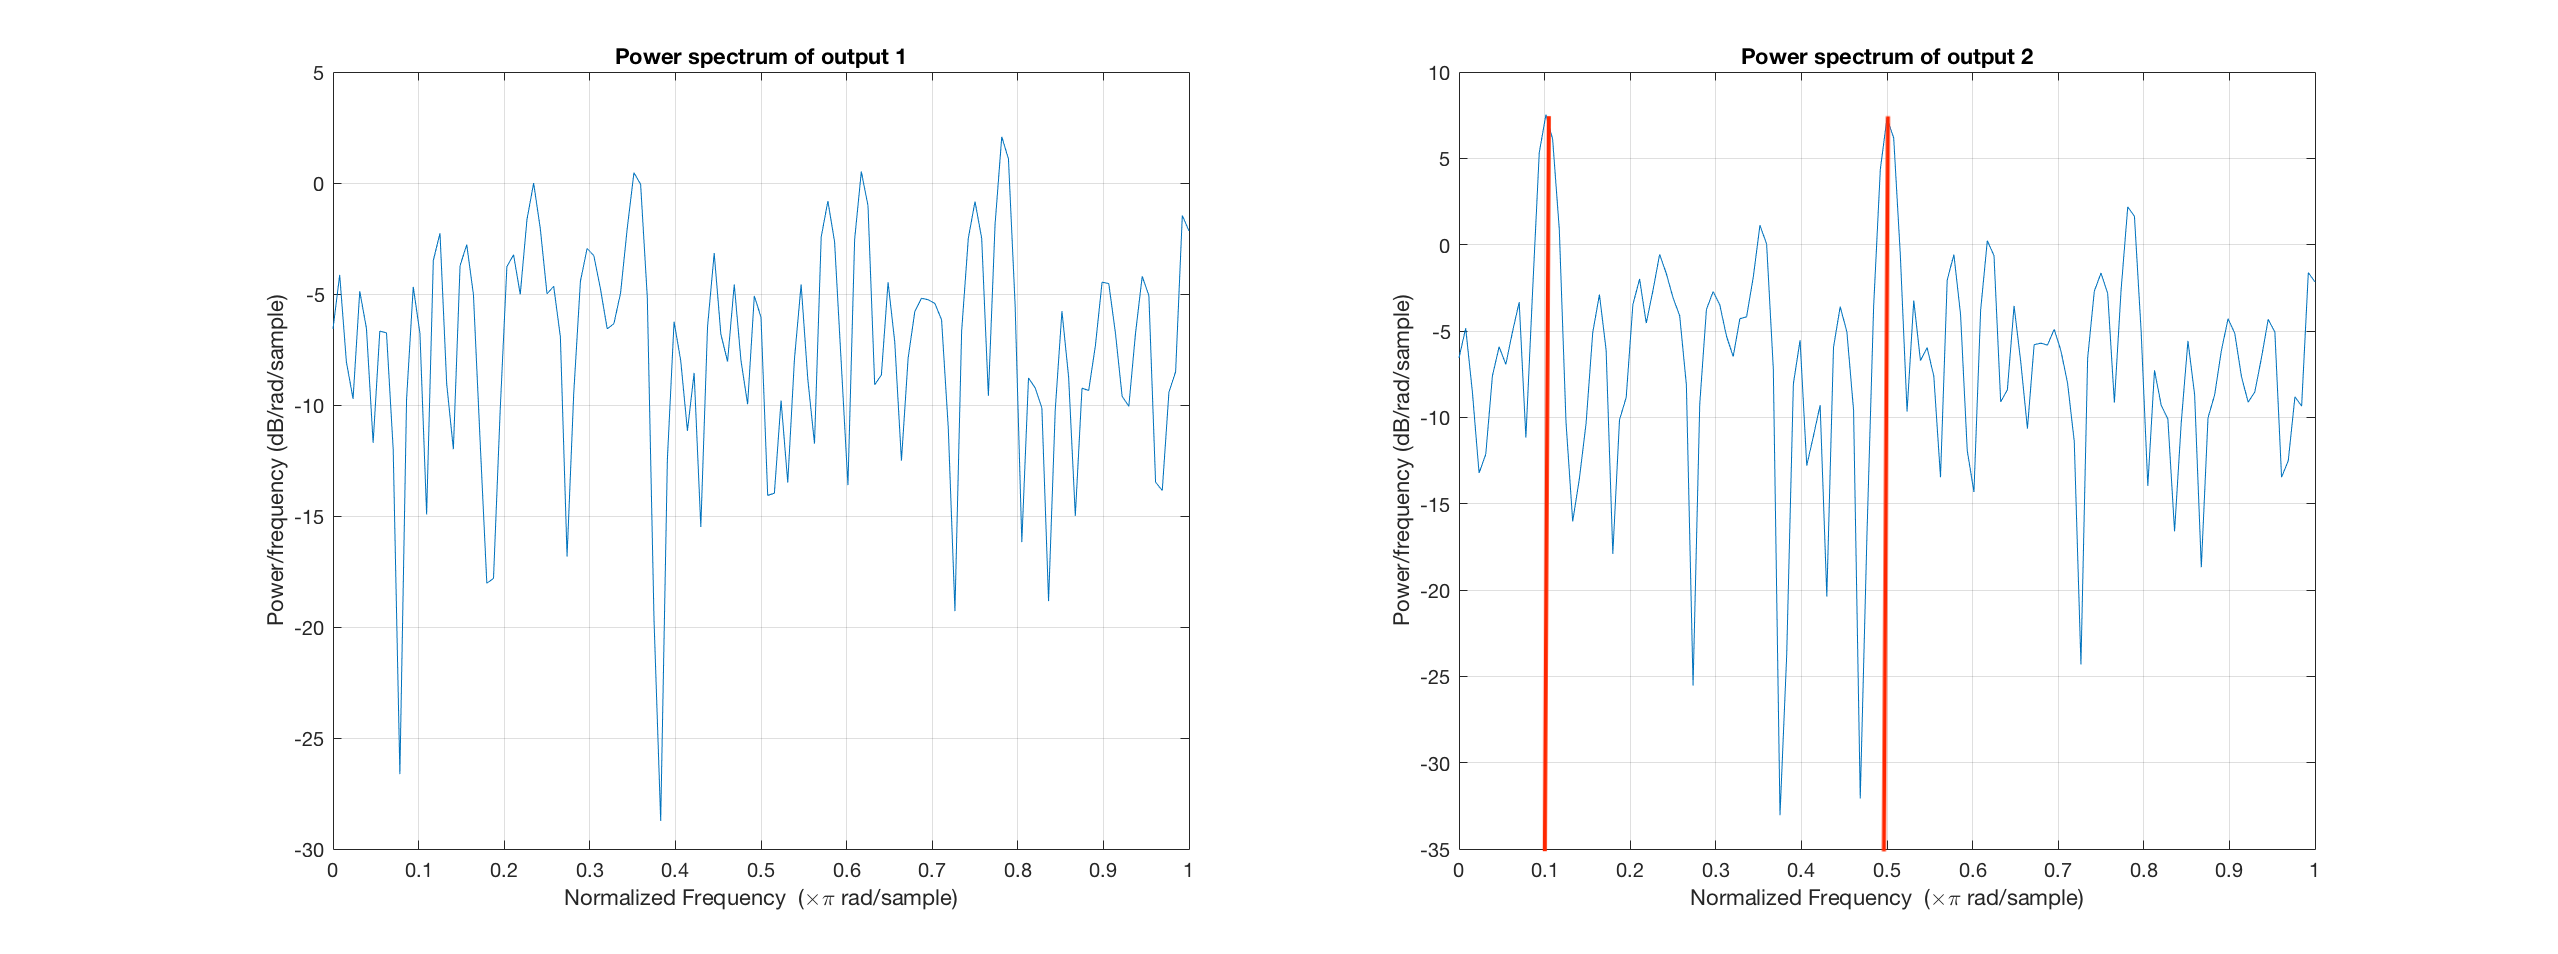 Power spectrum of output 1
5
0
-5
-10
-15
-20
-25
-30
Power/frequency (dB/rad/sample)
0 0.1 0.2 0.3 0.4 0.5 0.6 0.7 0.8 0.9 1
Normalized Frequency (×π rad/sample)
Power spectrum of output 2
10
5
0
-5
-10
-15
-20
-25
-30
-35
Power/frequency (dB/rad/sample)
0 0.1 0.2 0.3 0.4 0.5 0.6 0.7 0.8 0.9 1
Normalized Frequency (×π rad/sample)